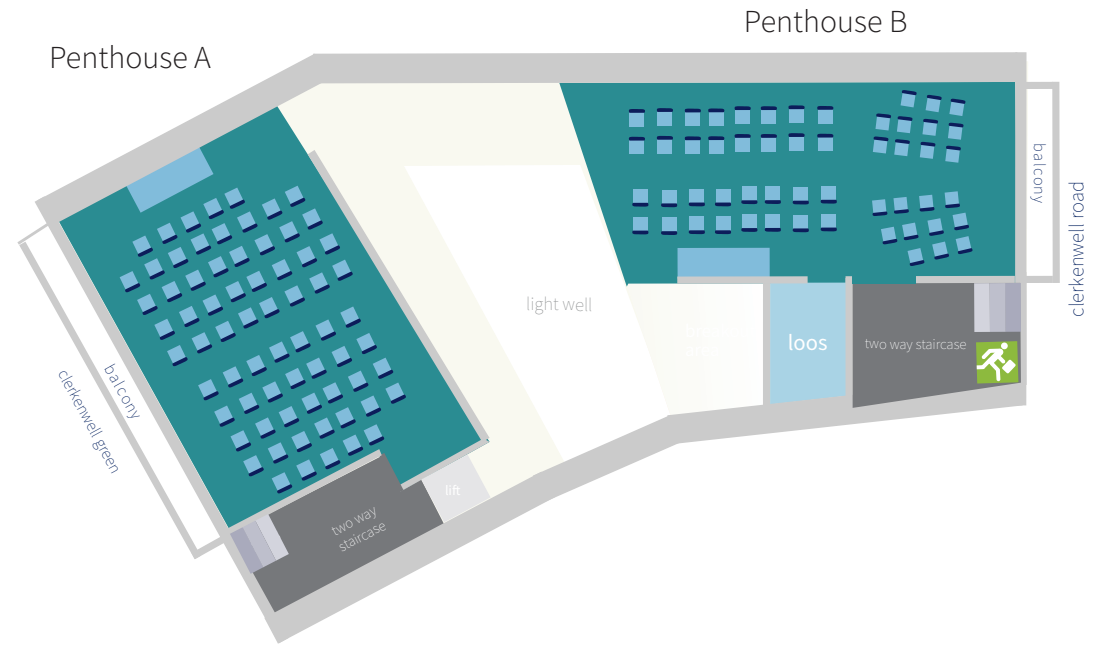 Penthouse B
Penthouse A
balcony
clerkenwell road
light well
loos
two way staircase
balcony
clerkenwell green
lift
two way
staircase